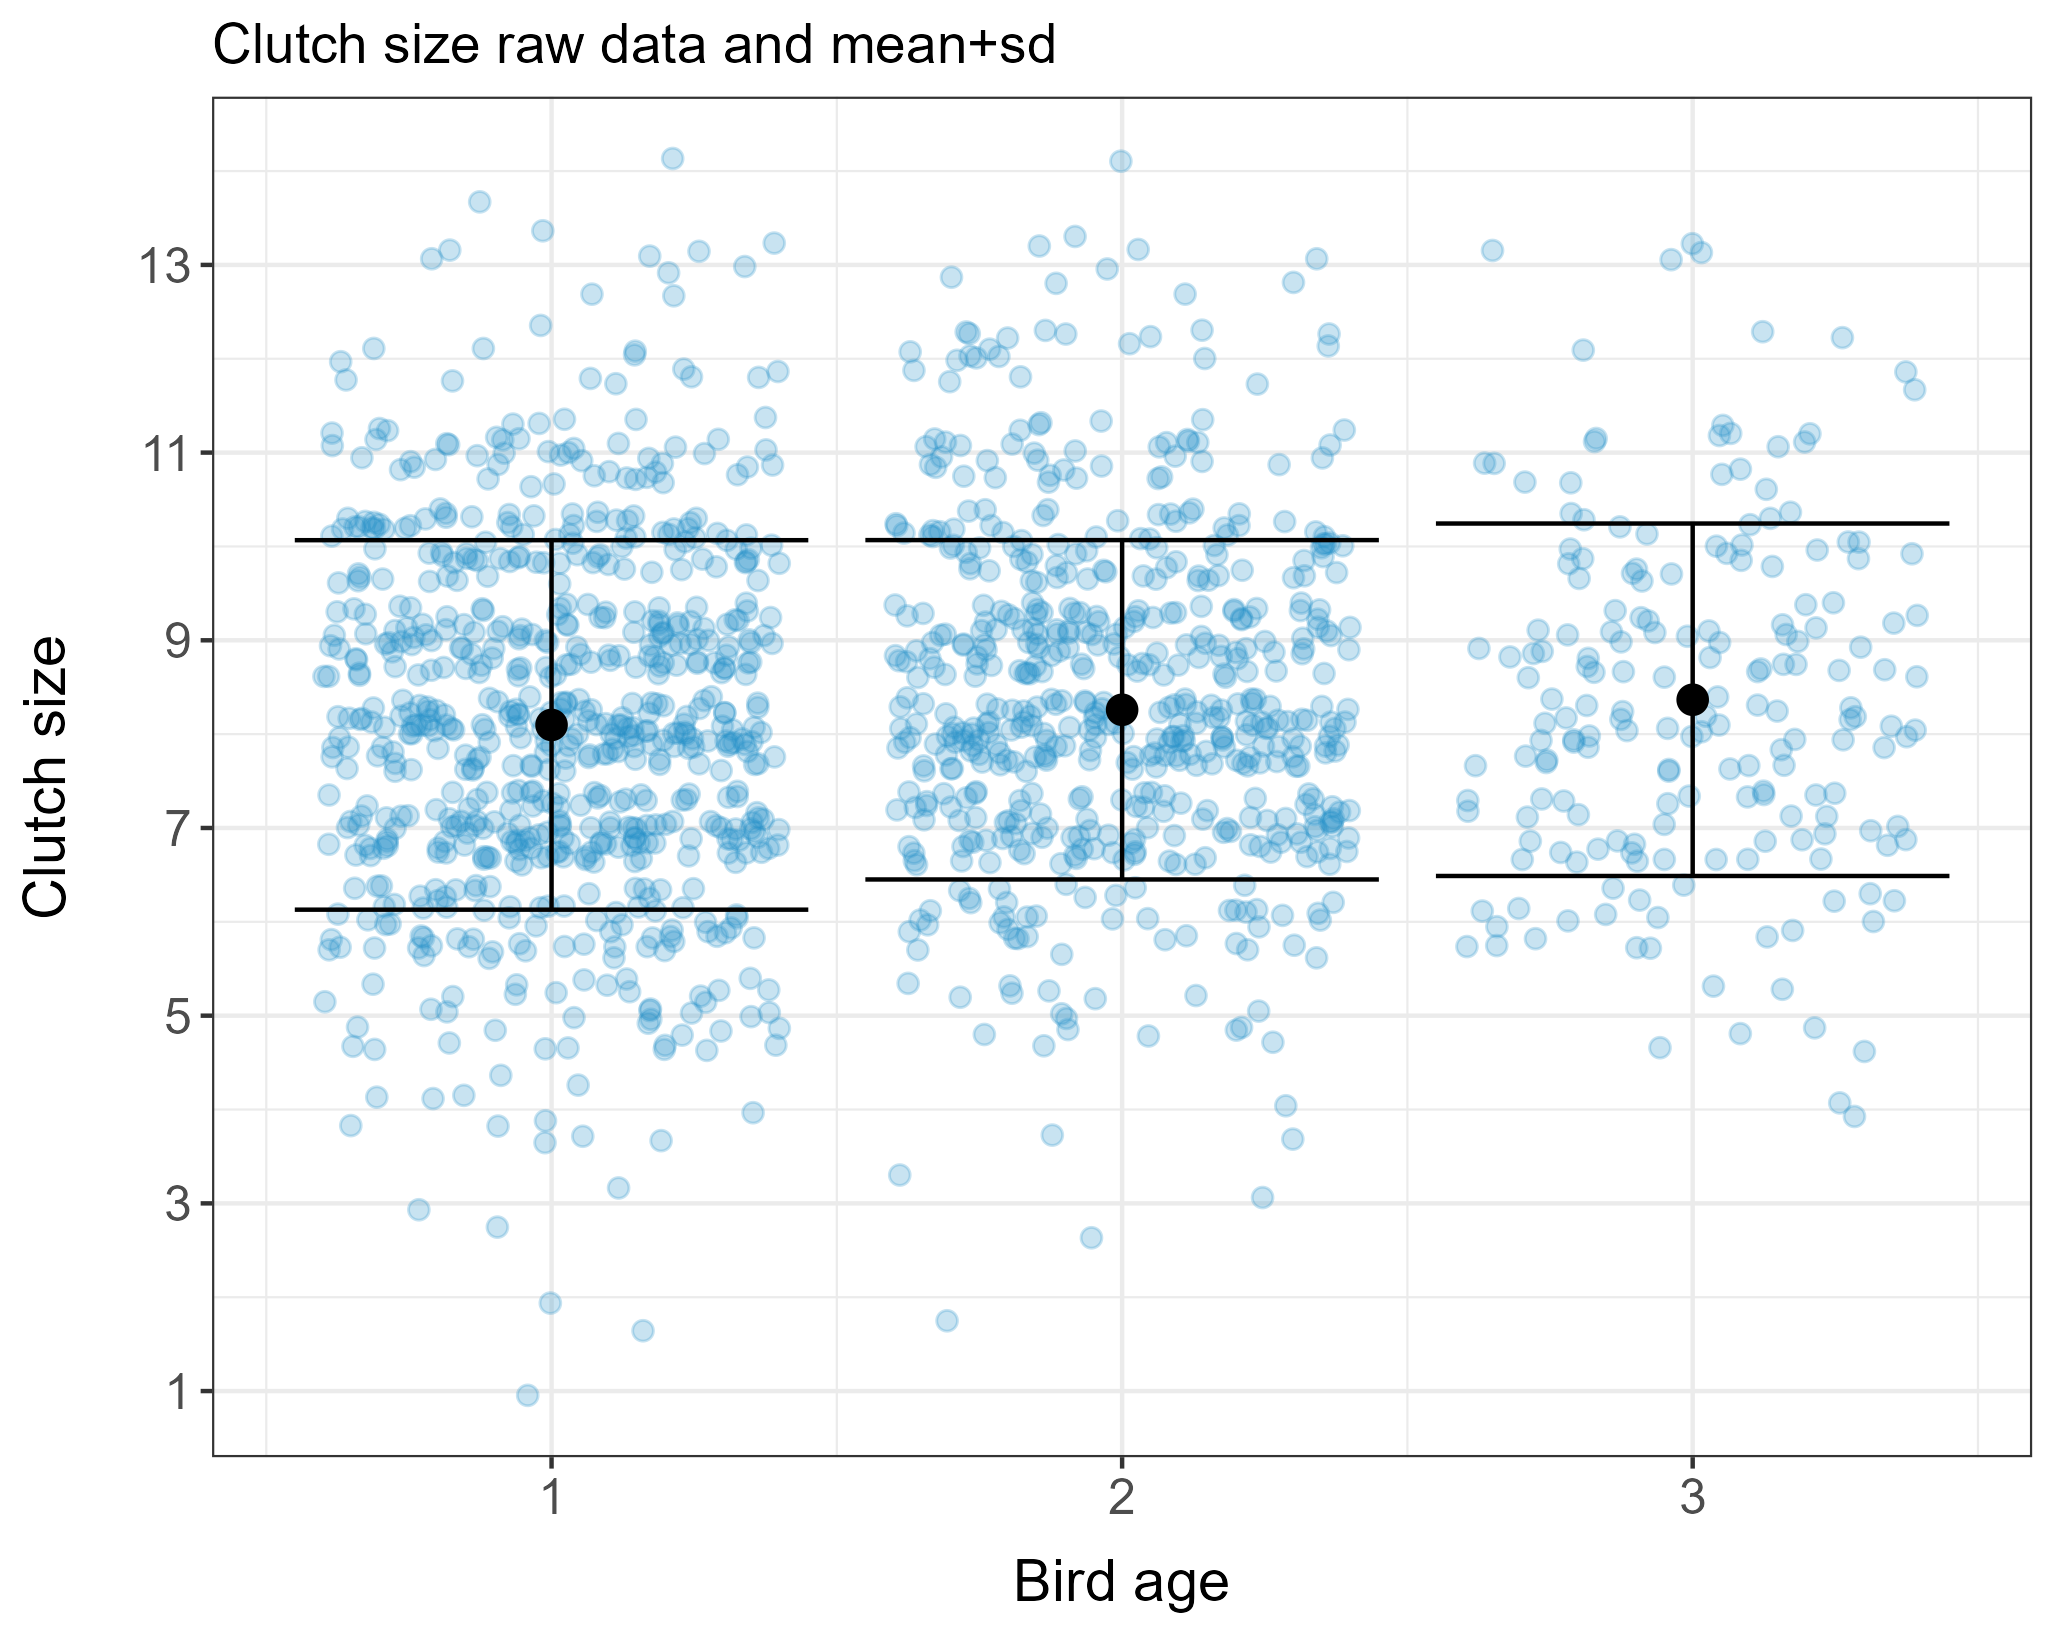 Clutch size raw data and mean+sd
Clutch size
13
11
9
7
5
3
1
1 2 3
Bird age